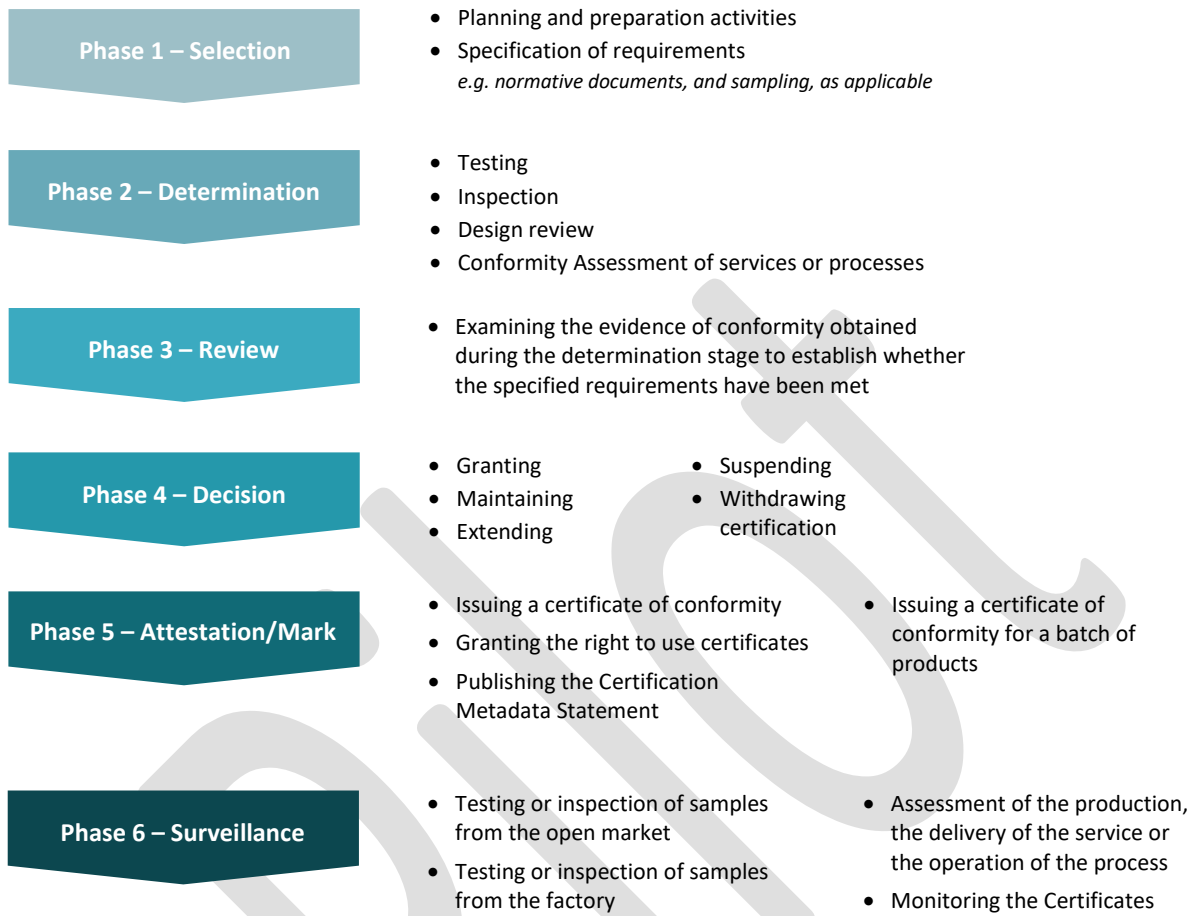 Phase 1 – Selection
• Planning and preparation activities
• Specification of requirements
e.g. normative documents, and sampling, as applicable
Phase 2 – Determination
• Testing
• Inspection
• Design review
• Conformity Assessment of services or processes
Phase 3 – Review
• Examining the evidence of conformity obtained
during the determination stage to establish whether
the specified requirements have been met
Phase 4 – Decision
• Granting
• Maintaining
• Extending
• Suspending
• Withdrawing
certification
Phase 5 – Attestation/Mark
• Issuing a certificate of conformity
• Granting the right to use certificates
• Publishing the Certification
Metadata Statement
• Issuing a certificate of
conformity for a batch of
products
Phase 6 – Surveillance
• Testing or inspection of samples
from the open market
• Testing or inspection of samples
from the factory
• Assessment of the production,
the delivery of the service or
the operation of the process
• Monitoring the Certificates
Pilot